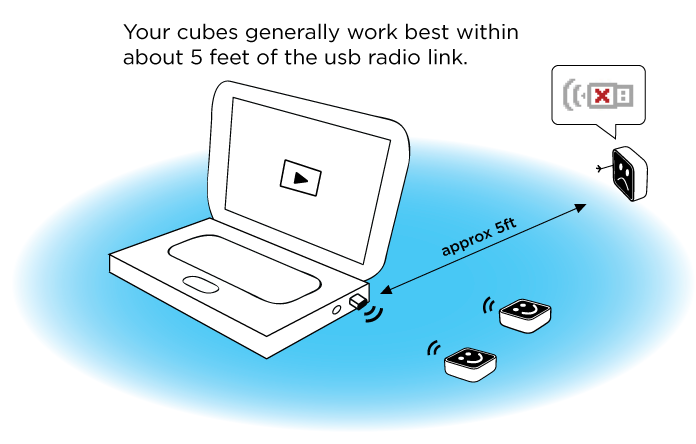 Your cubes generally work best within
about 5 feet of the usb radio link.
approx 5ft